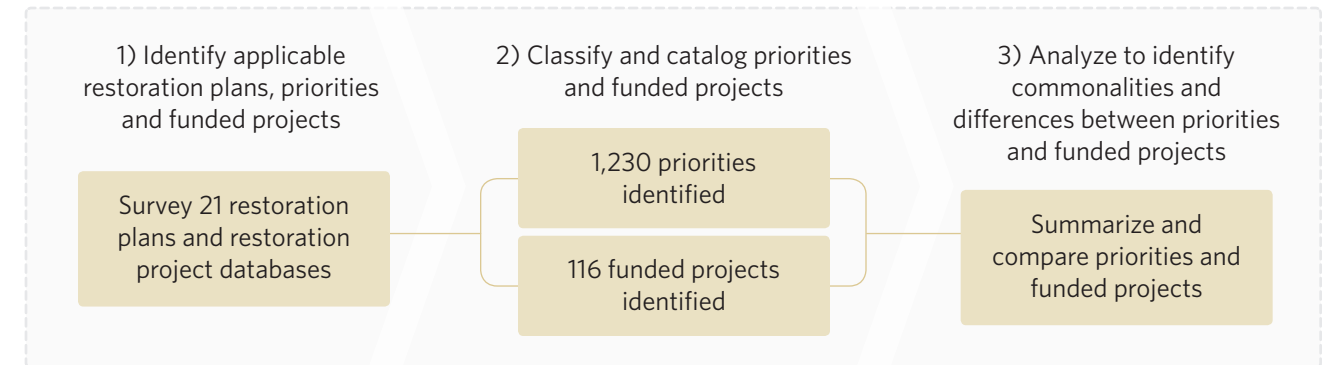 1) Identify applicable
restoration plans, priorities
and funded projects
Survey 21 restoration
plans and restoration
project databases
2) Classify and catalog priorities
and funded projects
1,230 priorities
identified
116 funded projects
identified
3) Analyze to identify
commonalities and
differences between priorities
and funded projects
Summarize and
compare priorities and
funded projects